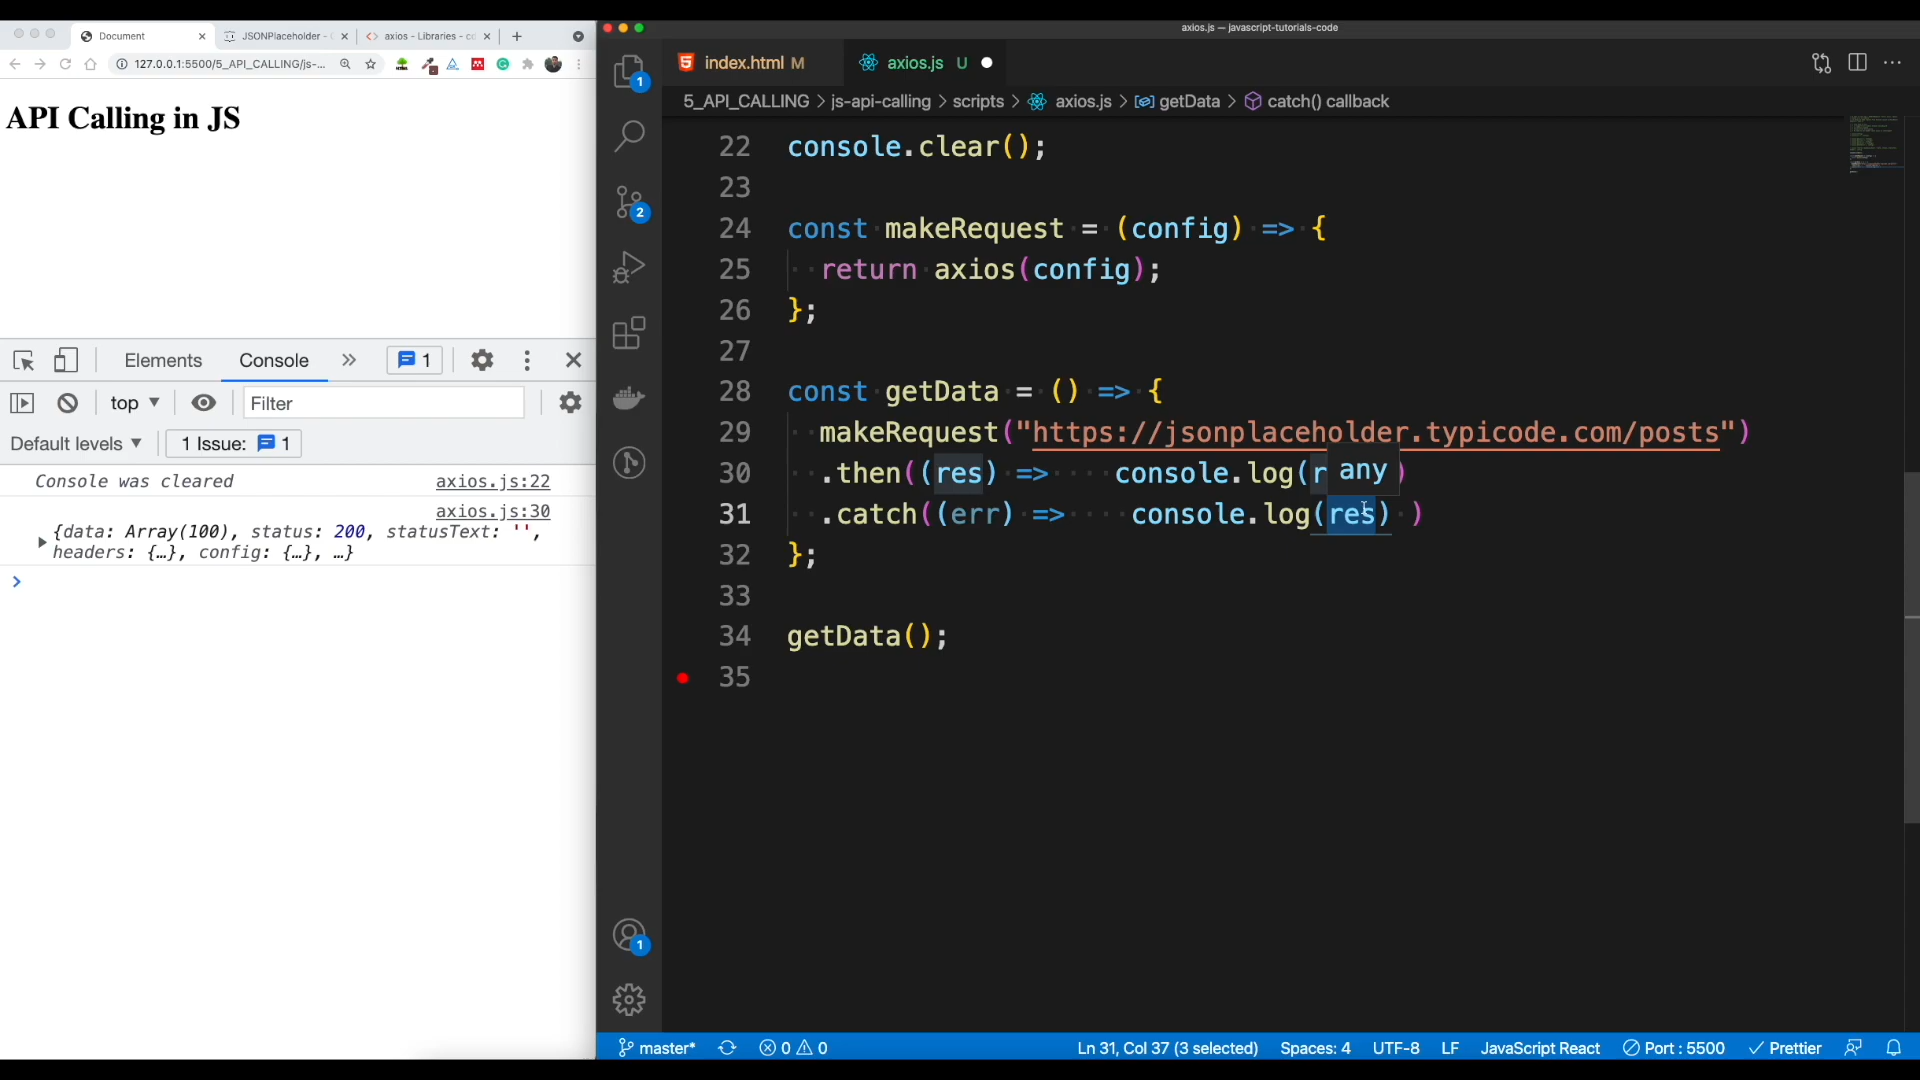 Document
JSONPlaceholder -
axios - Libraries - cd
127.0.0.1:5500/5_API_CALLING/js-...
API Calling in JS
Elements
Console
1
top
Filter
Default levels
1 Issue:
1
Console was cleared
axios.js:22
axios.js:30
{data: Array(100), status: 200, statusText: '',
headers: {…}, config: {…}, …}
axios.js — javascript-tutorials-code
index.html M
axios.js U
5_API_CALLING > js-api-calling > scripts > axios.js > getData > catch() callback
1
2
22 console.clear();
23
24 const makeRequest = (config) => {
25 return axios(config);
26 };
27
28 const getData = () => {
29 makeRequest("https://jsonplaceholder.typicode.com/posts")
30 .then((res) => console.log(r
any
)
31 .catch((err) => console.log(res) )
32 };
33
34 getData();
35
1
master*
0
0
Ln 31, Col 37 (3 selected)
Spaces: 4
UTF-8
LF
JavaScript React
Port : 5500
Prettier